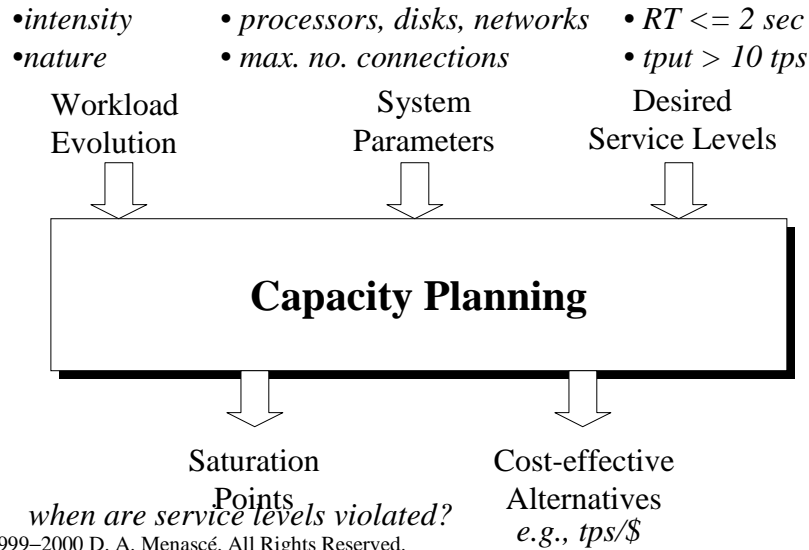 •intensity
•nature
• processors, disks, networks
• max. no. connections
• RT <= 2 sec
• tput > 10 tps
Workload
Evolution
System
Parameters
Desired
Service Levels
Capacity Planning
Saturation
Points
when are service levels violated?
Cost-effective
Alternatives
e.g., tps/$
999–2000 D. A. Menascé. All Rights Reserved.